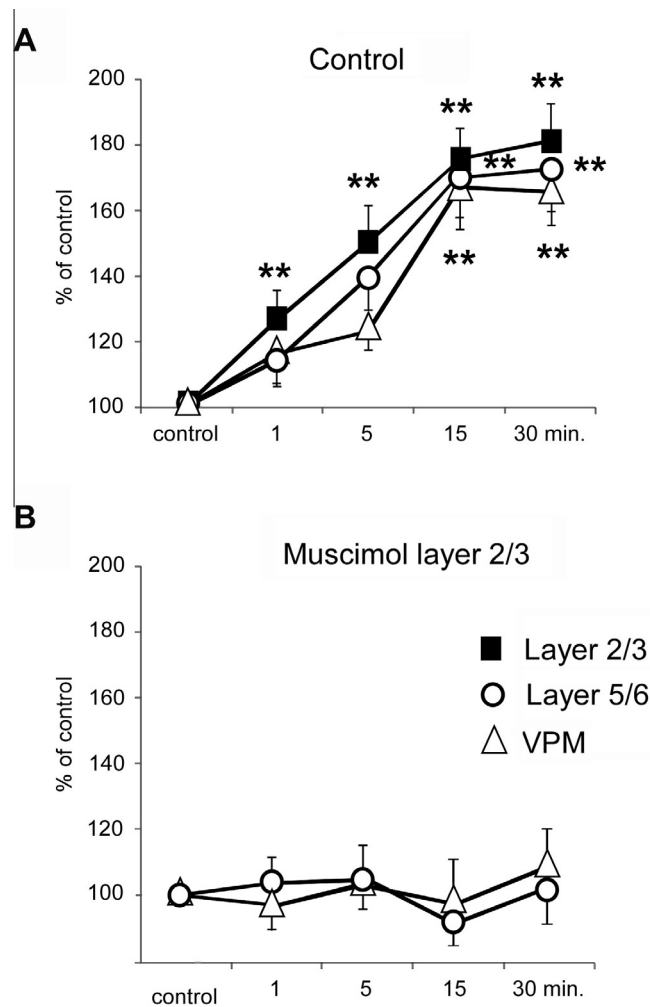 A
Control
200
180
160
140
120
100
% of control
** ** ** **
** **
** **
control 1 5 15 30 min.
B
Muscimol layer 2/3
200
180
160
140
120
100
% of control
Layer 2/3
Layer 5/6
VPM
control 1 5 15 30 min.